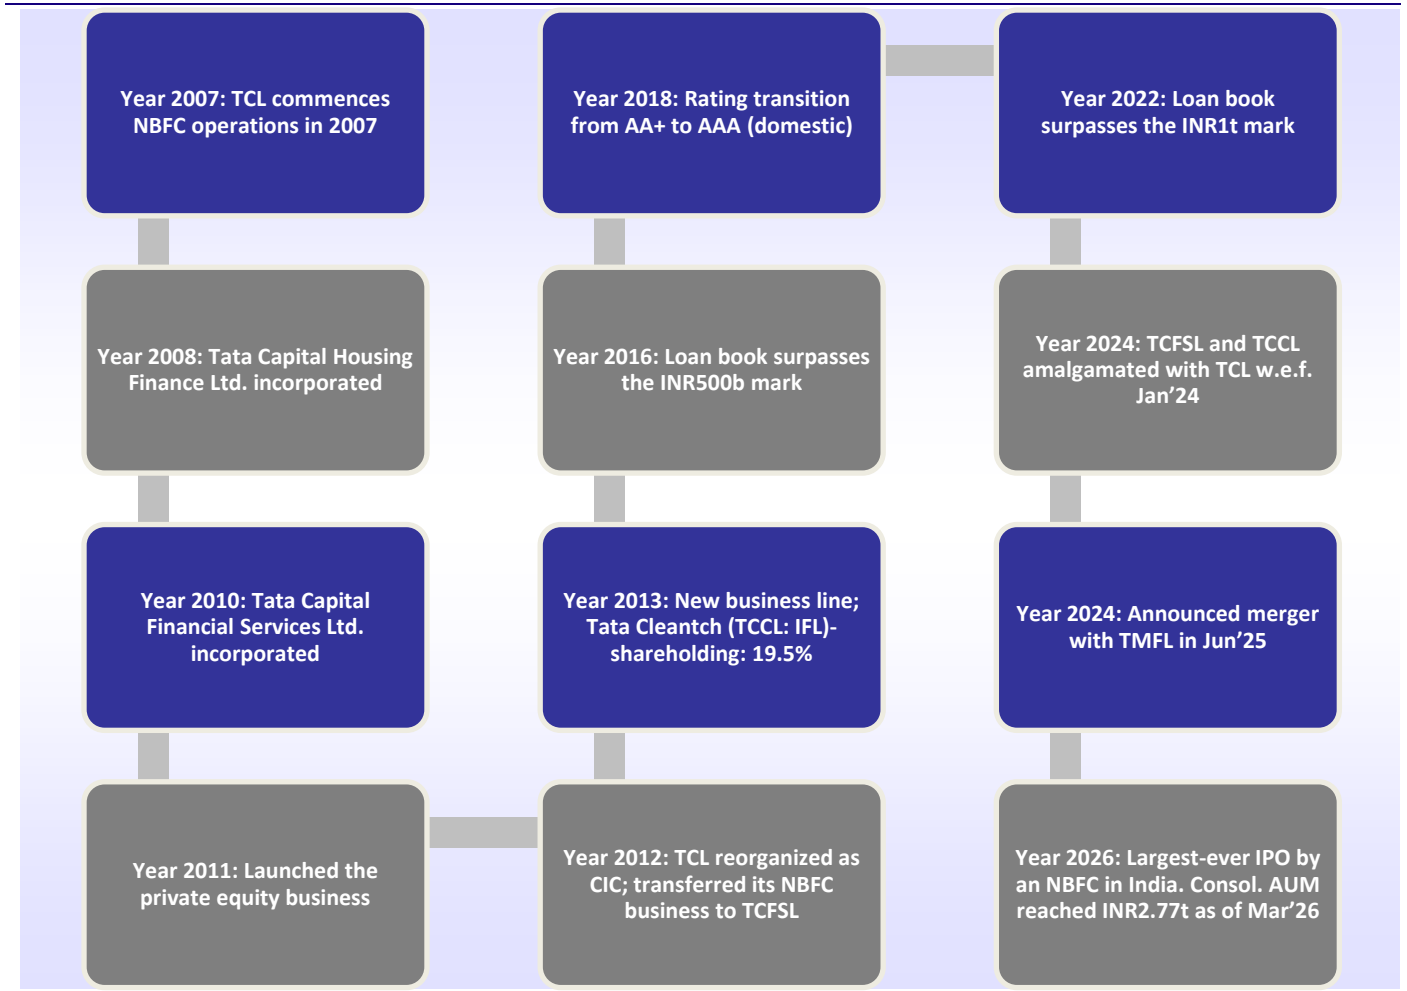 Year 2007: TCL commences
NBFC operations in 2007
Year 2008: Tata Capital Housing
Finance Ltd. incorporated
Year 2010: Tata Capital
Financial Services Ltd.
incorporated
Year 2011: Launched the
private equity business
Year 2012: TCL reorganized as
CIC; transferred its NBFC
business to TCFSL
Year 2013: New business line;
Tata Cleantch (TCCL: IFL)-
shareholding: 19.5%
Year 2016: Loan book surpasses
the INR500b mark
Year 2018: Rating transition
from AA+ to AAA (domestic)
Year 2022: Loan book
surpasses the INR1t mark
Year 2024: TCFSL and TCCL
amalgamated with TCL w.e.f.
Jan’24
Year 2024: Announced merger
with TMFL in Jun’25
Year 2026: Largest-ever IPO by
an NBFC in India. Consol. AUM
reached INR2.77t as of Mar’26